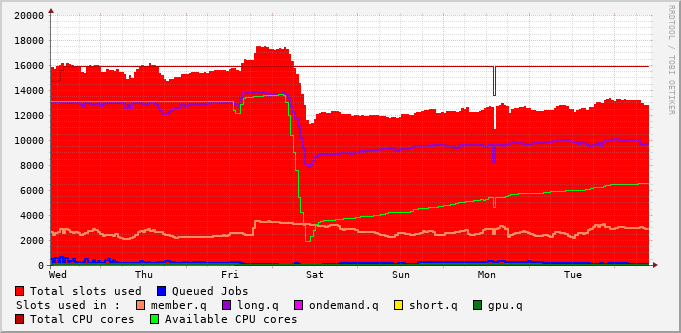 RRDTOOL / TOBI OETIKER
20000
18000
16000
14000
12000
10000
8000
6000
4000
2000
0
Wed Thu Fri Sat Sun Mon Tue
Total slots used Queued Jobs
Slots used in : member.q long.q ondemand.q short.q gpu.q
Total CPU cores Available CPU cores